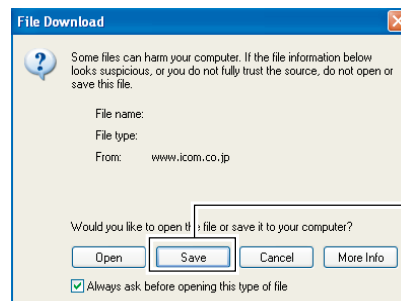 File Download
Some files can harm your computer. If the file information below
looks suspicious, or you do not fully trust the source, do not open or
save this file.
File name:
File type:
From: www.icom.co.jp
Would you like to open the file or save it to your computer?
Open Save Cancel More Info
Always ask before opening this type of file